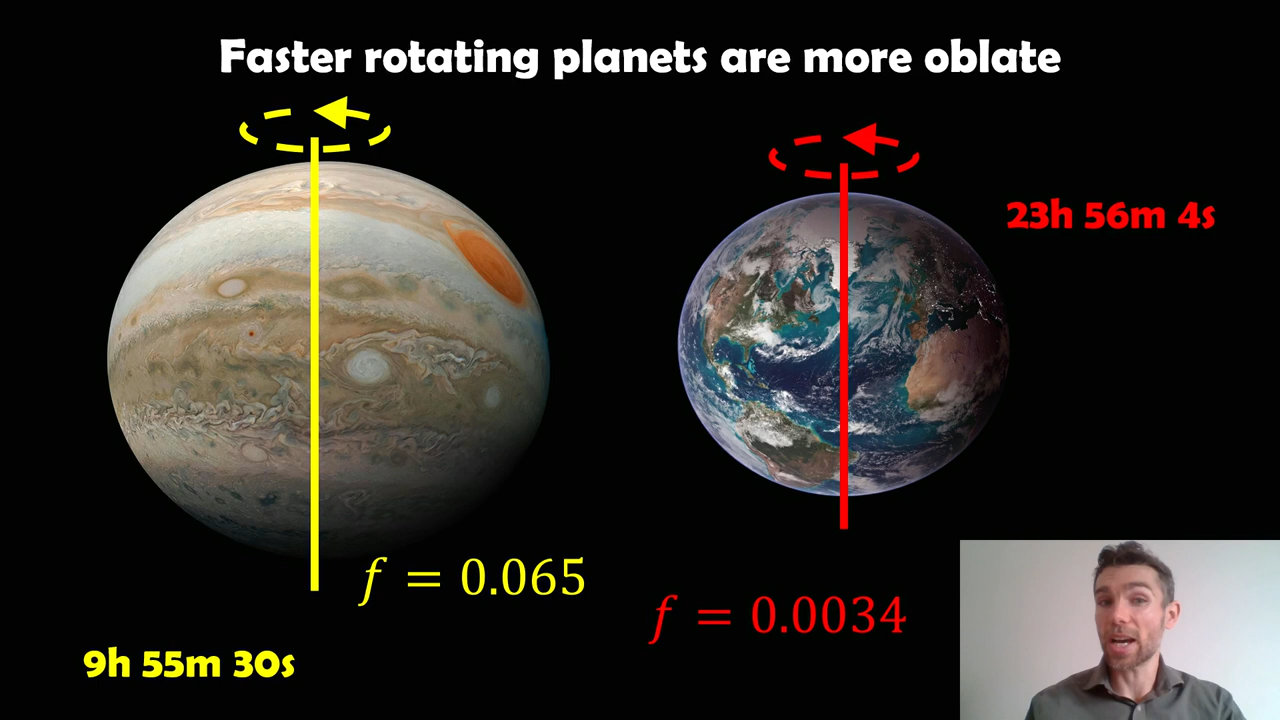 Faster rotating planets are more oblate
23h 56m 4s
f = 0.065
f = 0.0034
9h 55m 30s